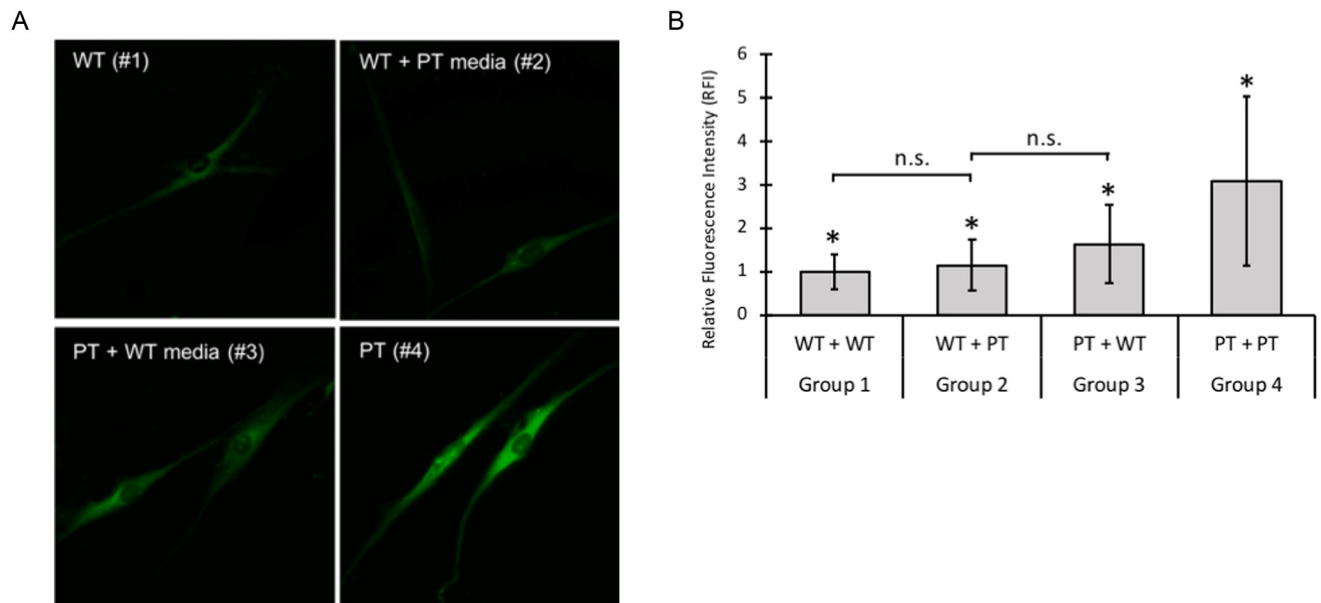 A
WT (#1)
WT + PT media (#2)
PT + WT media (#3)
PT (#4)
B
Relative Fluorescence Intensity (RFI)
6
5
4
3
2
1
0
*
*
*
*
n.s.
n.s.
WT + WT
WT + PT
PT + WT
PT + PT
Group 1
Group 2
Group 3
Group 4